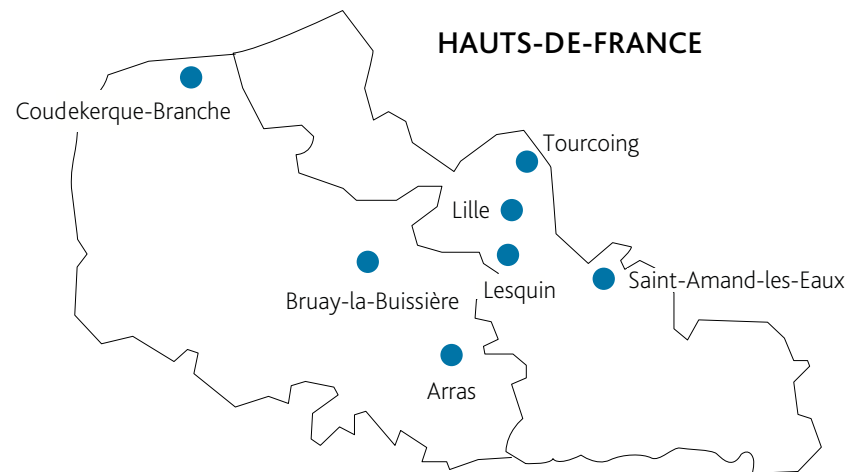 HAUTS-DE-FRANCE
Coudekerque-Branche
Tourcoing
Lille
Lesquin
Saint-Amand-les-Eaux
Bruay-la-Buissière
Arras